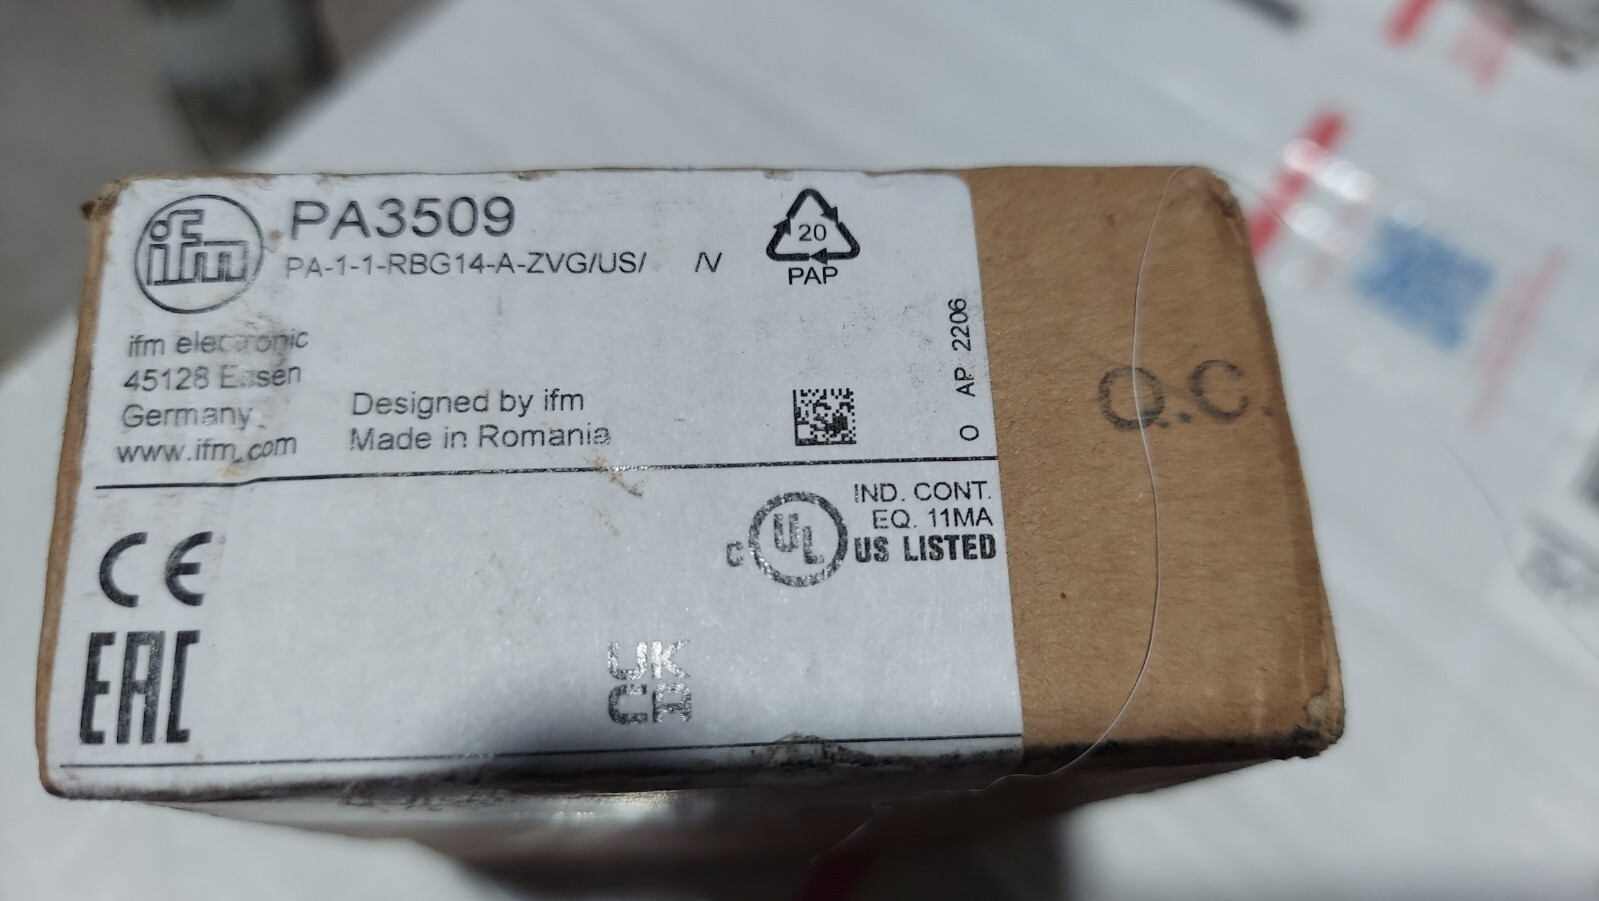 ifm
PA3509
PA-1-1-RBG14-A-ZVG/US/ /V
20
PAP
ifm electronic
45128 Essen
Germany
www.ifm.com
Designed by ifm
Made in Romania
O AP 2206
Q.C.
CE
EAC
UK
CA
C UL US LISTED
IND. CONT.
EQ. 11MA